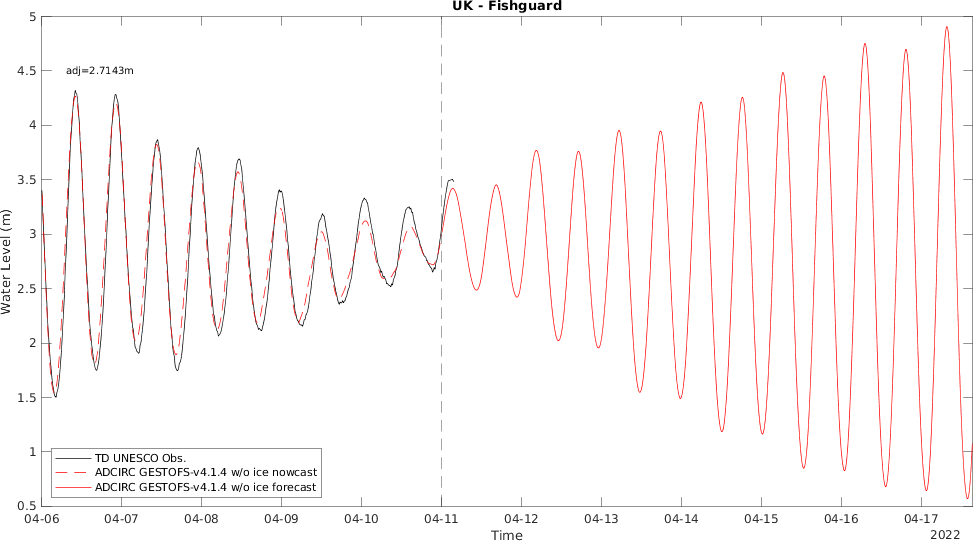 UK - Fishguard
5
4.5
4
3.5
3
2.5
2
1.5
1
0.5
Water Level (m)
adj=2.7143m
TD UNESCO Obs.
ADCIRC GESTOFS-v4.1.4 w/o ice nowcast
ADCIRC GESTOFS-v4.1.4 w/o ice forecast
04-06 04-07 04-08 04-09 04-10 04-11 04-12 04-13 04-14 04-15 04-16 04-17
Time
2022